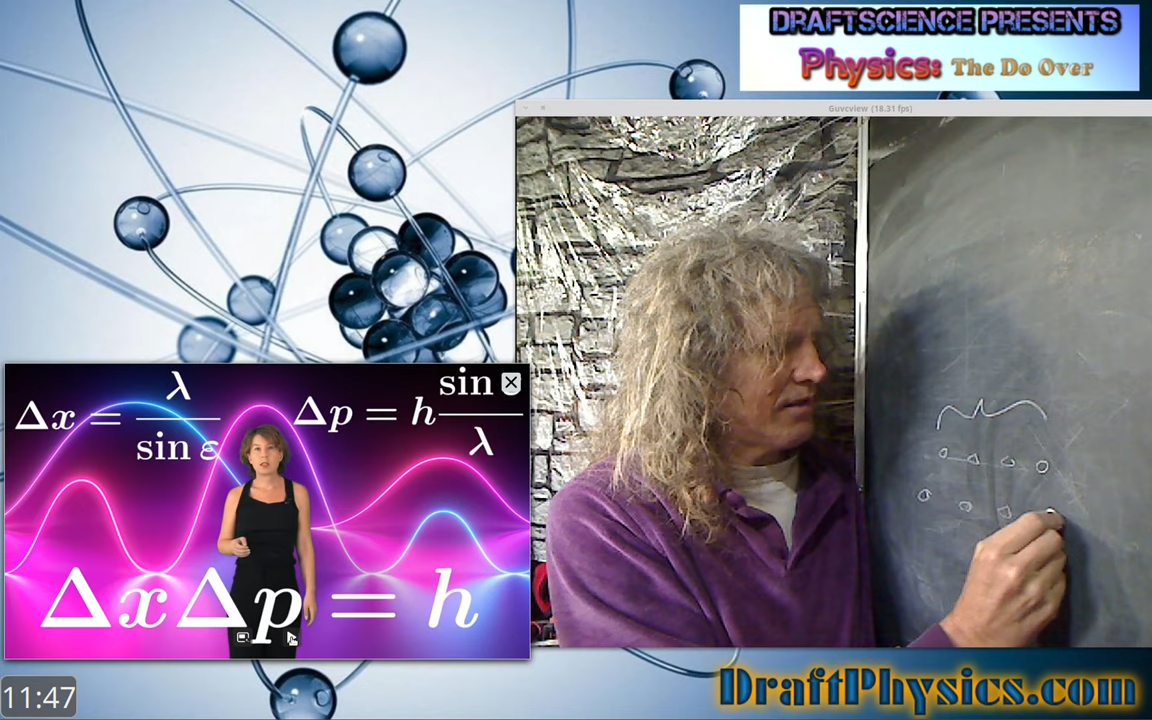 DRAFTSCIENCE PRESENTS
Physics: The Do Over
Guvcview (18.31 fps)
Δx = λ / sin ε
Δp = h sin / λ
ΔxΔp = h
11:47
DraftPhysics.com